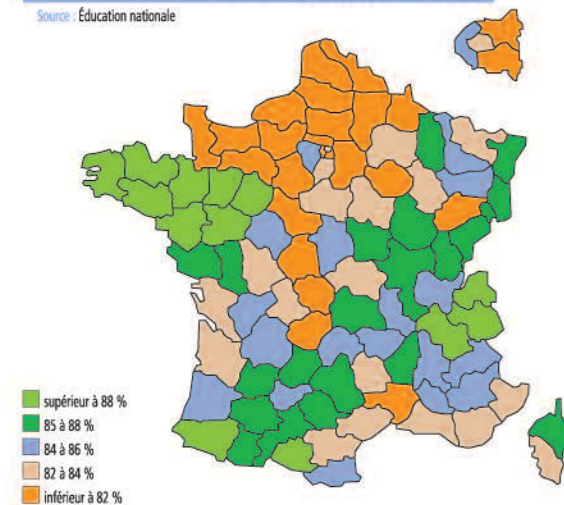 Source : Éducation nationale
supérieur à 88 %
85 à 88 %
84 à 86 %
82 à 84 %
inférieur à 82 %